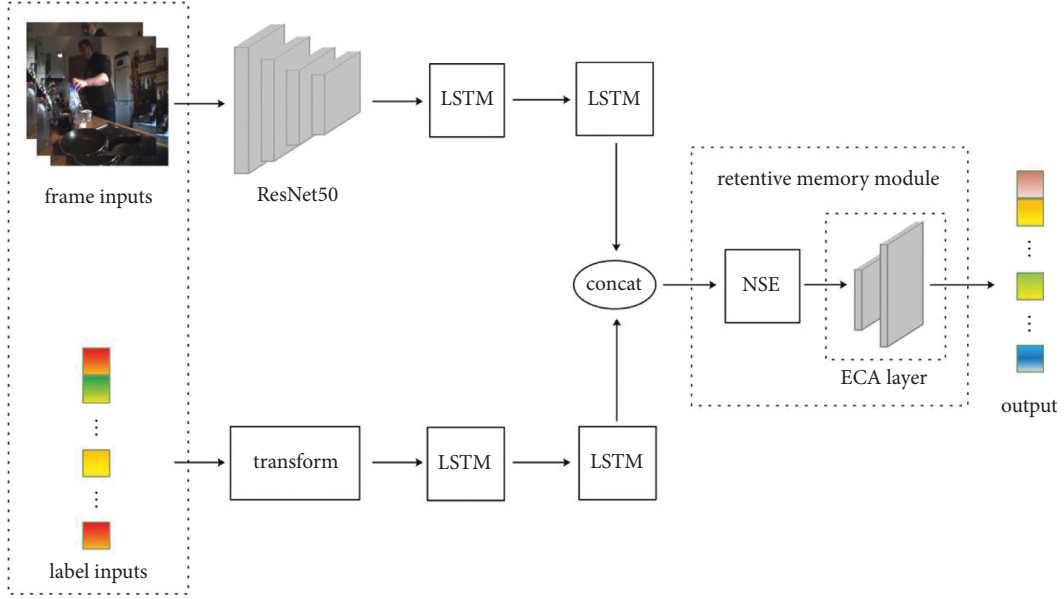 frame inputs
ResNet50
LSTM
LSTM
concat
retentive memory module
NSE
ECA layer
output
label inputs
transform
LSTM
LSTM